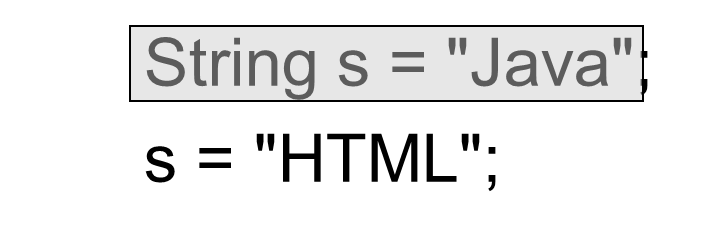 String s = "Java";
s = "HTML";